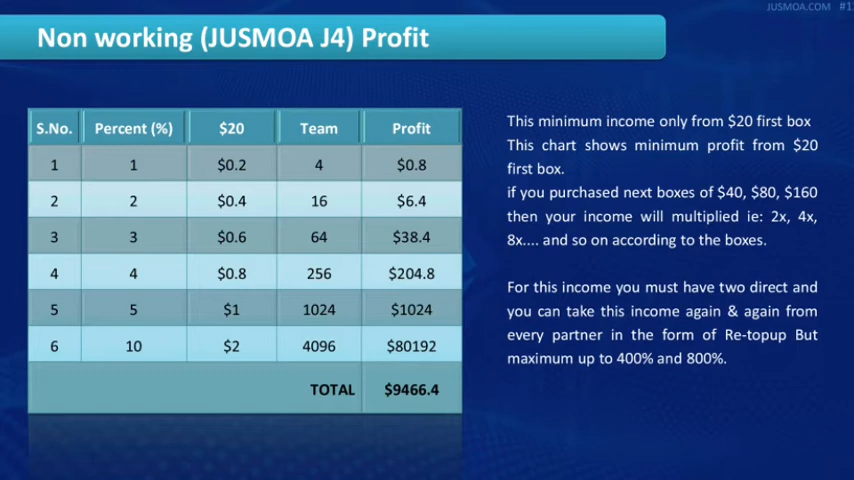 JUSMOA.COM #1
Non working (JUSMOA J4) Profit
S.No. Percent (%) $20 Team Profit
1 1 $0.2 4 $0.8
2 2 $0.4 16 $6.4
3 3 $0.6 64 $38.4
4 4 $0.8 256 $204.8
5 5 $1 1024 $1024
6 10 $2 4096 $80192
TOTAL $9466.4
This minimum income only from $20 first box
This chart shows minimum profit from $20
first box.
if you purchased next boxes of $40, $80, $160
then your income will multiplied ie: 2x, 4x,
8x.... and so on according to the boxes.
For this income you must have two direct and
you can take this income again & again from
every partner in the form of Re-topup But
maximum up to 400% and 800%.